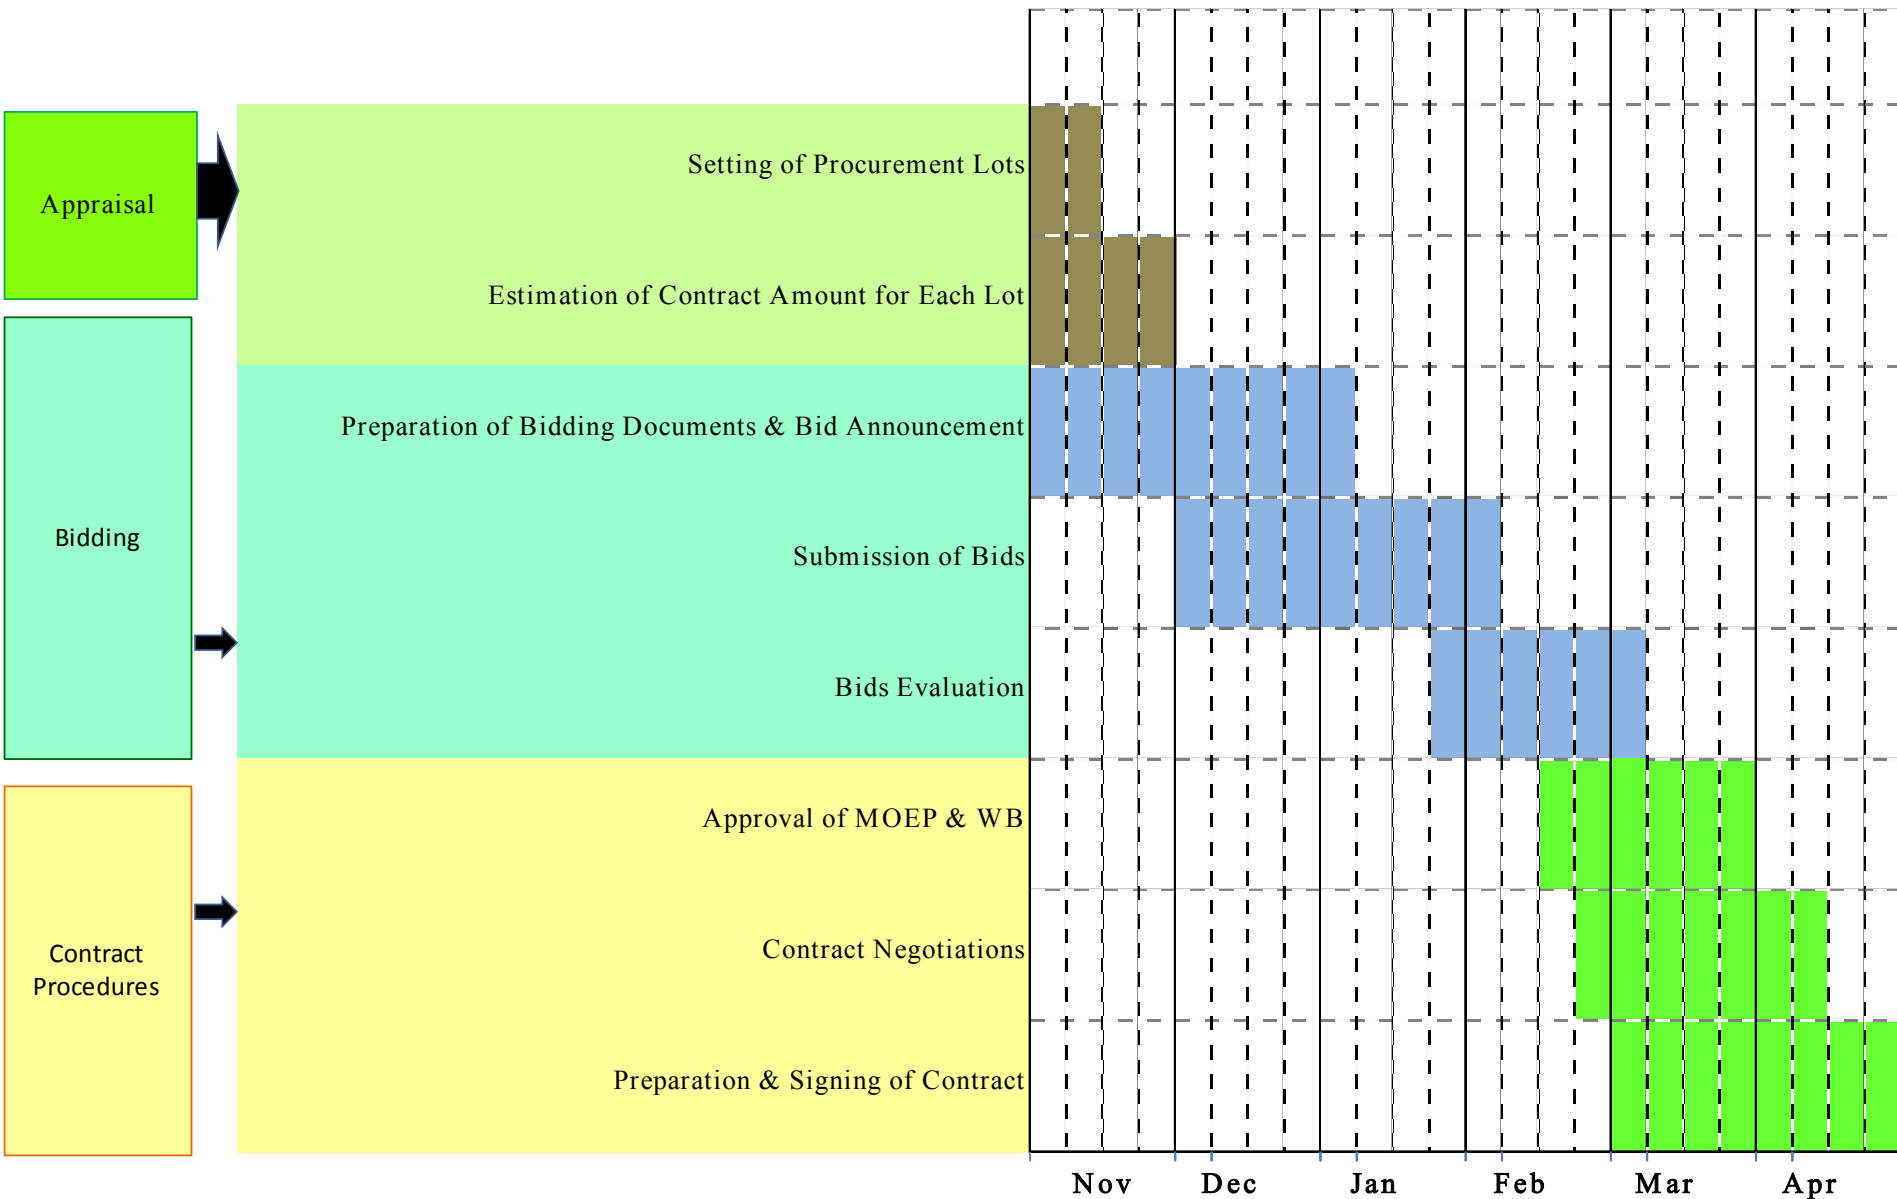 Appraisal
Setting of Procurement Lots
Estimation of Contract Amount for Each Lot
Bidding
Preparation of Bidding Documents & Bid Announcement
Submission of Bids
Bids Evaluation
Contract
Procedures
Approval of MOEP & WB
Contract Negotiations
Preparation & Signing of Contract
Nov Dec Jan Feb Mar Apr